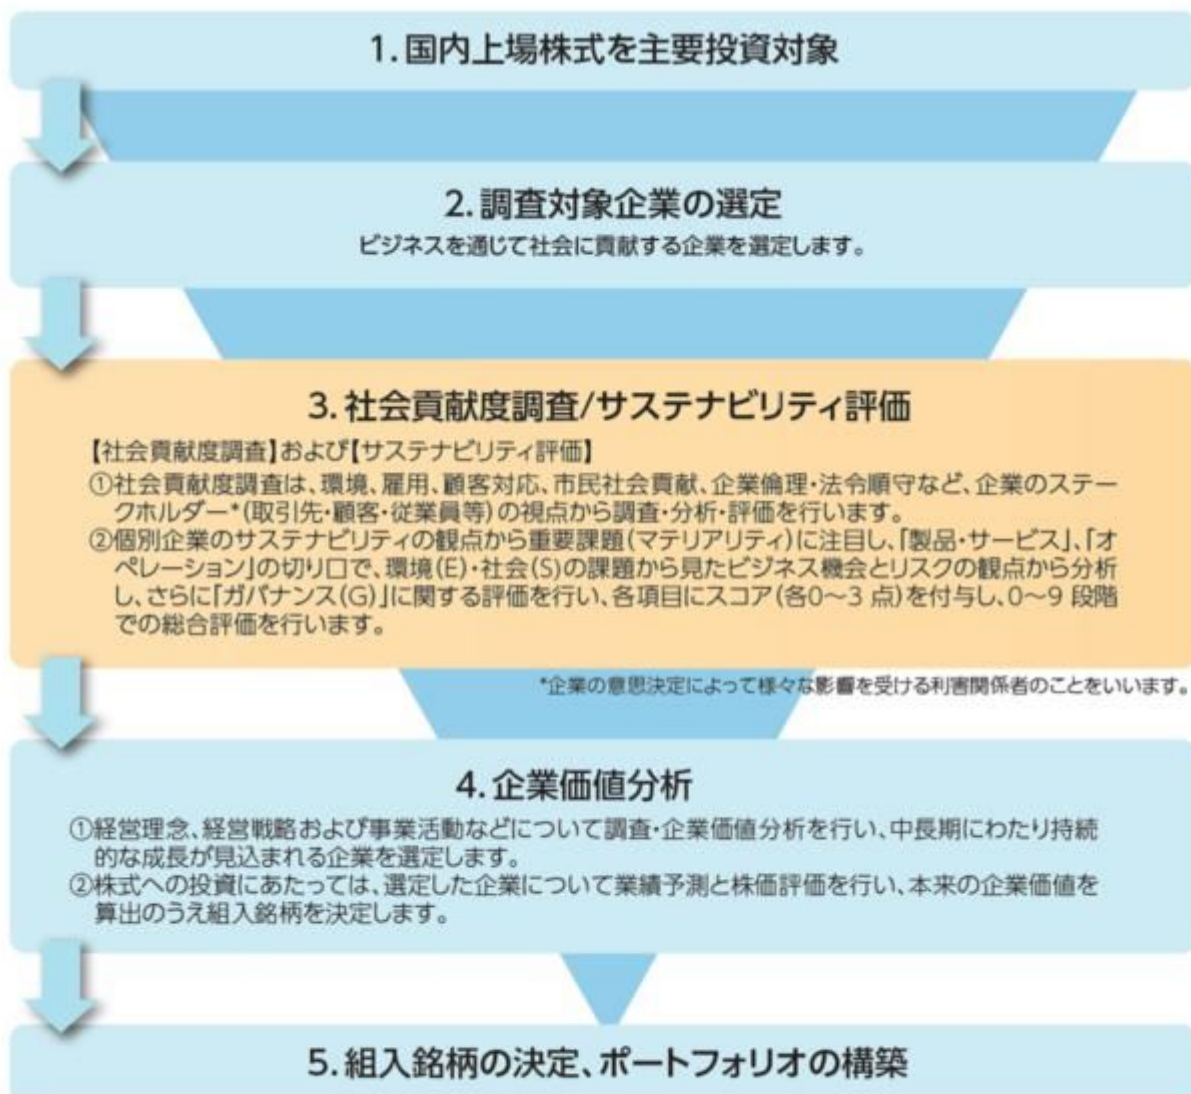 1.国内上場株式を主要投資対象
2.調査対象企業の選定
ビジネスを通じて社会に貢献する企業を選定します。
3.社会貢献度調査/サステナビリティ評価
【社会貢献度調査】および【サステナビリティ評価】
①社会貢献度調査は、環境、雇用、顧客対応、市民社会貢献、企業倫理・法令順守など、企業のステー
クホルダー*(取引先・顧客・従業員等)の視点から調査・分析・評価を行います。
②個別企業のサステナビリティの観点から重要課題(マテリアリティ)に注目し、「製品・サービス」、「オ
ペレーション」の切り口で、環境(E)・社会(S)の課題から見たビジネス機会とリスクの観点から分析
し、さらに「ガバナンス(G)」に関する評価を行い、各項目にスコア(各0〜3 点)を付与し、0〜9 段階
での総合評価を行います。
*企業の意思決定によって様々な影響を受ける利害関係者のことをいいます。
4.企業価値分析
①経営理念、経営戦略および事業活動などについて調査・企業価値分析を行い、中長期にわたり持続
的な成長が見込まれる企業を選定します。
②株式への投資にあたっては、選定した企業について業績予測と株価評価を行い、本来の企業価値を
算出のうえ組入銘柄を決定します。
5.組入銘柄の決定、ポートフォリオの構築